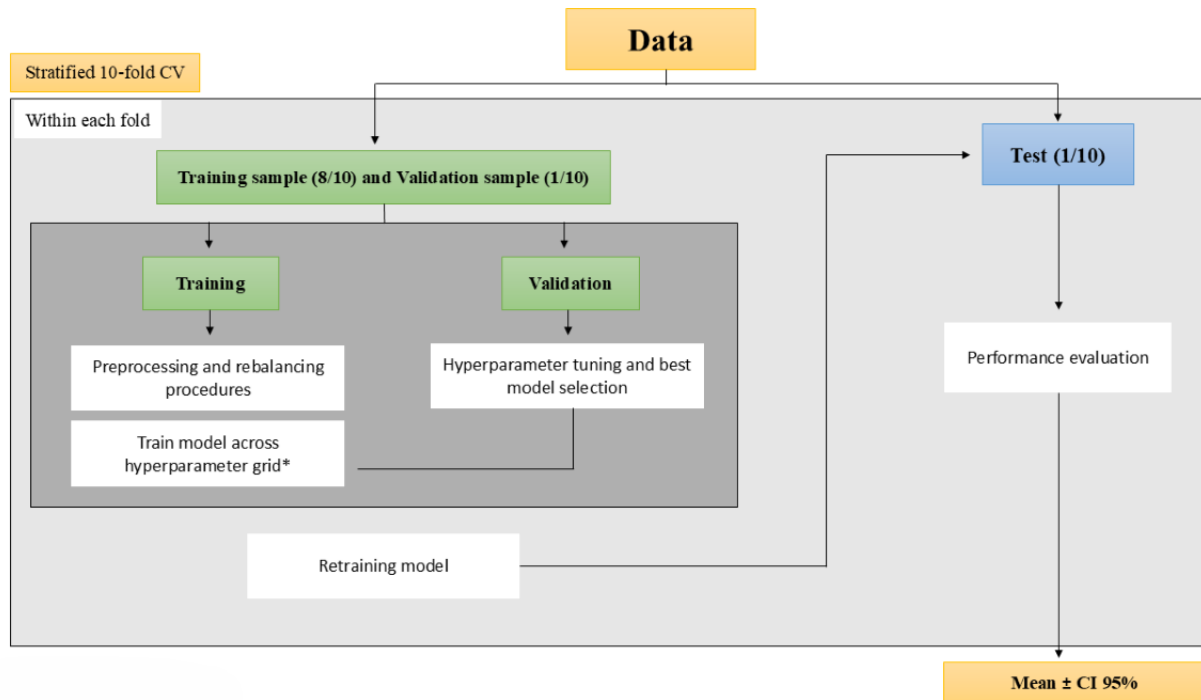 Data
Stratified 10-fold CV
Within each fold
Training sample (8/10) and Validation sample (1/10)
Test (1/10)
Training
Validation
Preprocessing and rebalancing
procedures
Hyperparameter tuning and best
model selection
Performance evaluation
Train model across
hyperparameter grid*
Retraining model
Mean ± CI 95%